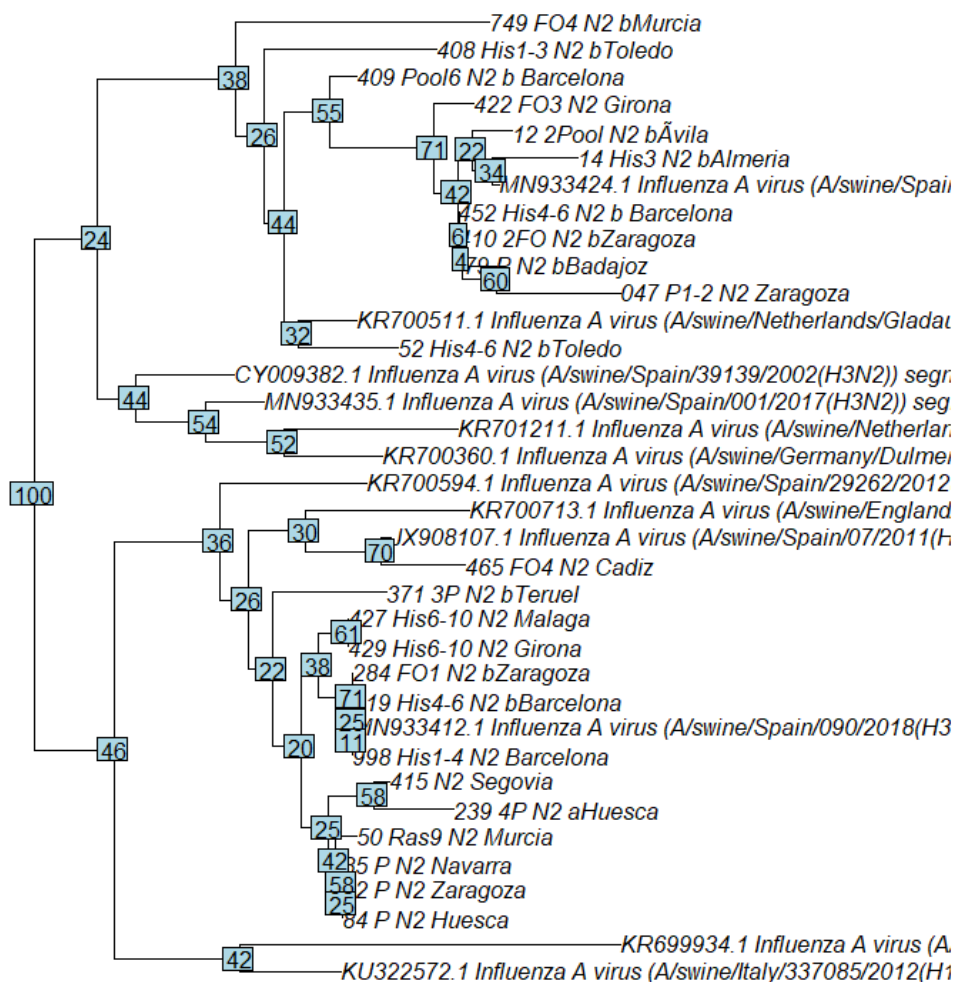 749 FO4 N2 bMurcia
408 His1-3 N2 bToledo
38
409 Pool6 N2 b Barcelona
422 FO3 N2 Girona
55
12 2Pool N2 bÃvila
26
71
22
14 His3 N2 bAlmeria
34
MN933424.1 Influenza A virus (A/swine/Spai
42
452 His4-6 N2 b Barcelona
44
24
6
410 2FO N2 bZaragoza
4
79 P N2 bBadajoz
60
047 P1-2 N2 Zaragoza
KR700511.1 Influenza A virus (A/swine/Netherlands/Gladau
32
52 His4-6 N2 bToledo
CY009382.1 Influenza A virus (A/swine/Spain/39139/2002(H3N2)) segn
44
MN933435.1 Influenza A virus (A/swine/Spain/001/2017(H3N2)) seg
54
KR701211.1 Influenza A virus (A/swine/Netherlan
52
KR700360.1 Influenza A virus (A/swine/Germany/Dulme
KR700594.1 Influenza A virus (A/swine/Spain/29262/2012
100
KR700713.1 Influenza A virus (A/swine/England
30
36
JX908107.1 Influenza A virus (A/swine/Spain/07/2011(H
70
465 FO4 N2 Cadiz
371 3P N2 bTeruel
26
427 His6-10 N2 Malaga
61
429 His6-10 N2 Girona
22
38
284 FO1 N2 bZaragoza
71
19 His4-6 N2 bBarcelona
25
MN933412.1 Influenza A virus (A/swine/Spain/090/2018(H3
20
46
11
998 His1-4 N2 Barcelona
415 N2 Segovia
58
239 4P N2 aHuesca
25
50 Ras9 N2 Murcia
42
35 P N2 Navarra
58
2 P N2 Zaragoza
25
84 P N2 Huesca
KR699934.1 Influenza A virus (A
42
KU322572.1 Influenza A virus (A/swine/Italy/337085/2012(H1